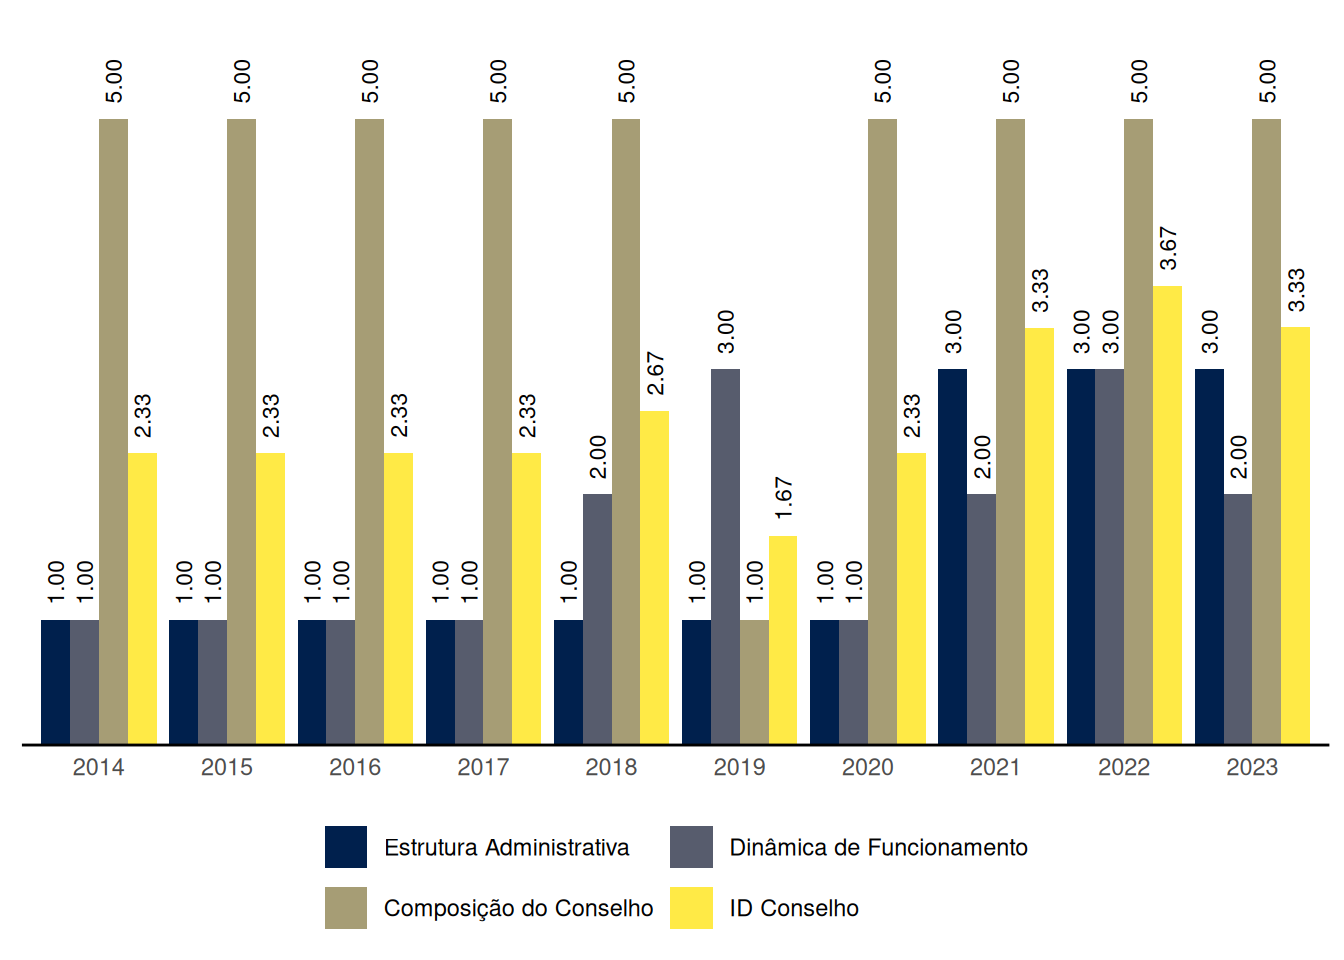 5.00 5.00 5.00 5.00 5.00 5.00 5.00 5.00 5.00
3.67
3.33 3.33
3.00 3.00 3.00 3.00 3.00
2.67
2.33 2.33 2.33 2.33 2.33
2.00 2.00 2.00
1.67
1.00 1.00 1.00 1.00 1.00 1.00 1.00 1.00 1.00 1.00 1.00 1.00 1.00
2014 2015 2016 2017 2018 2019 2020 2021 2022 2023
Estrutura Administrativa Dinâmica de Funcionamento
Composição do Conselho ID Conselho